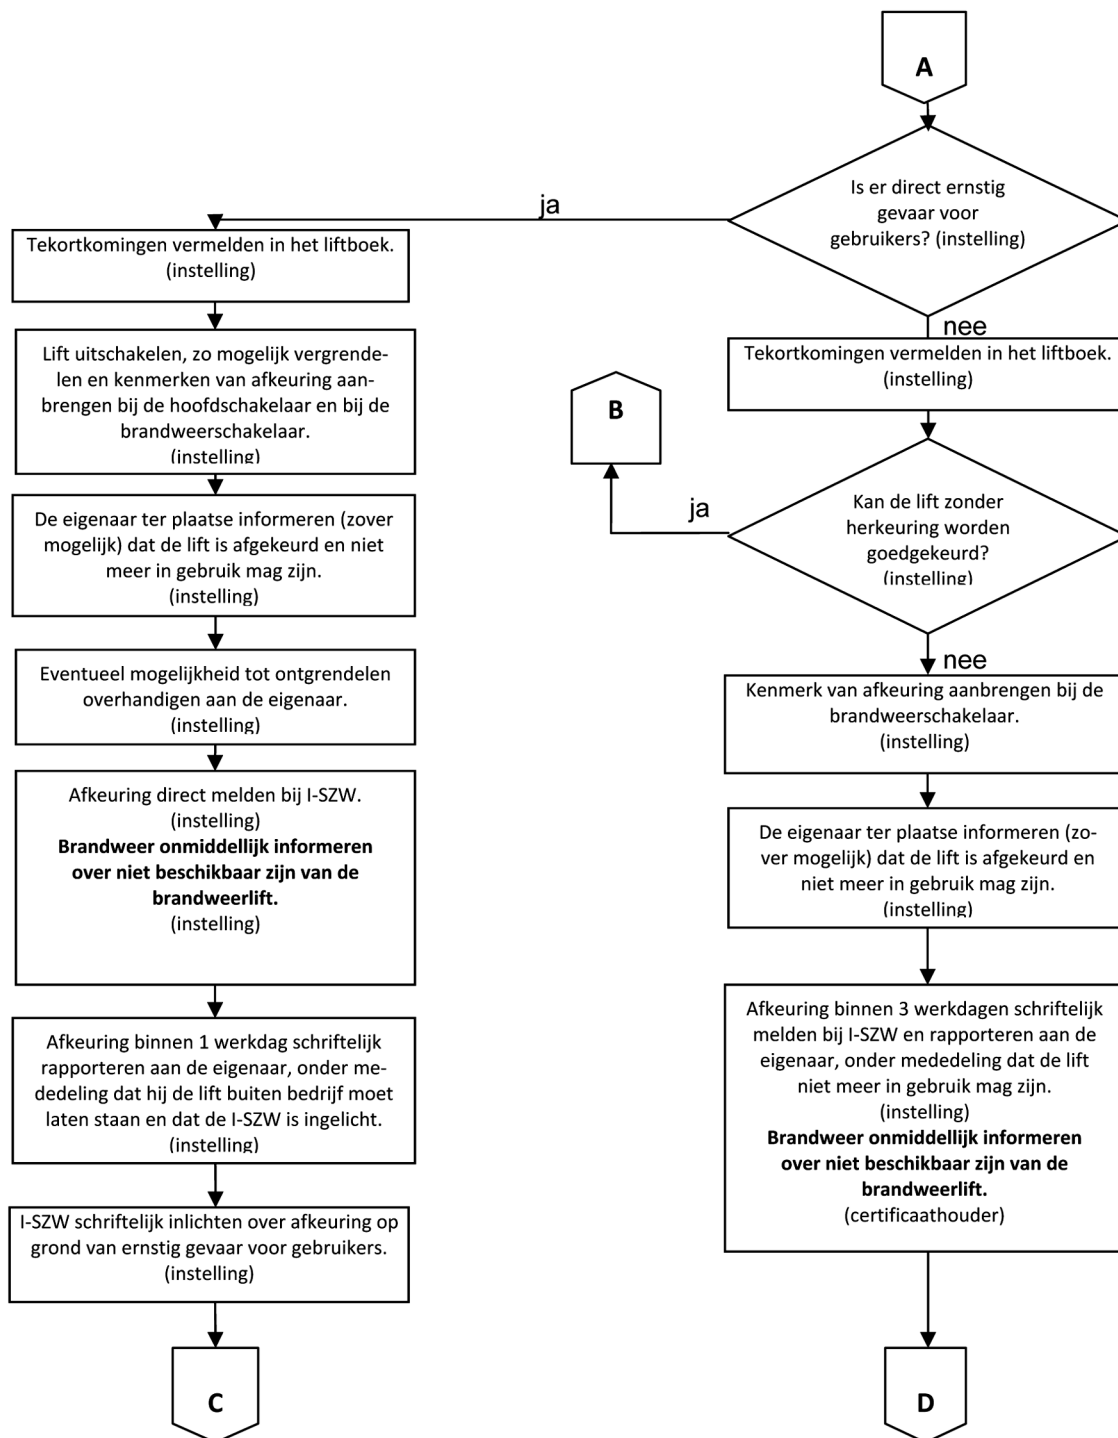 A
Is er direct ernstig
gevaar voor
gebruikers? (instelling)
ja
Tekortkomingen vermelden in het liftboek.
(instelling)
Lift uitschakelen, zo mogelijk vergrende-
len en kenmerken van afkeuring aan-
brengen bij de hoofdschakelaar en bij de
brandweerschakelaar.
(instelling)
De eigenaar ter plaatse informeren (zover
mogelijk) dat de lift is afgekeurd en niet
meer in gebruik mag zijn.
(instelling)
Eventueel mogelijkheid tot ontgrendelen
overhandigen aan de eigenaar.
(instelling)
Afkeuring direct melden bij I-SZW.
(instelling)
Brandweer onmiddellijk informeren
over niet beschikbaar zijn van de
brandweerlift.
(instelling)
Afkeuring binnen 1 werkdag schriftelijk
rapporteren aan de eigenaar, onder me-
dedeling dat hij de lift buiten bedrijf moet
laten staan en dat de I-SZW is ingelicht.
(instelling)
I-SZW schriftelijk inlichten over afkeuring op
grond van ernstig gevaar voor gebruikers.
(instelling)
C
nee
Tekortkomingen vermelden in het liftboek.
(instelling)
Kan de lift zonder
herkeuring worden
goedgekeurd?
(instelling)
ja
B
nee
Kenmerk van afkeuring aanbrengen bij de
brandweerschakelaar.
(instelling)
De eigenaar ter plaatse informeren (zo-
ver mogelijk) dat de lift is afgekeurd en
niet meer in gebruik mag zijn.
(instelling)
Afkeuring binnen 3 werkdagen schriftelijk
melden bij I-SZW en rapporteren aan de
eigenaar, onder mededeling dat de lift
niet meer in gebruik mag zijn.
(instelling)
Brandweer onmiddellijk informeren
over niet beschikbaar zijn van de
brandweerlift.
(certificaathouder)
D